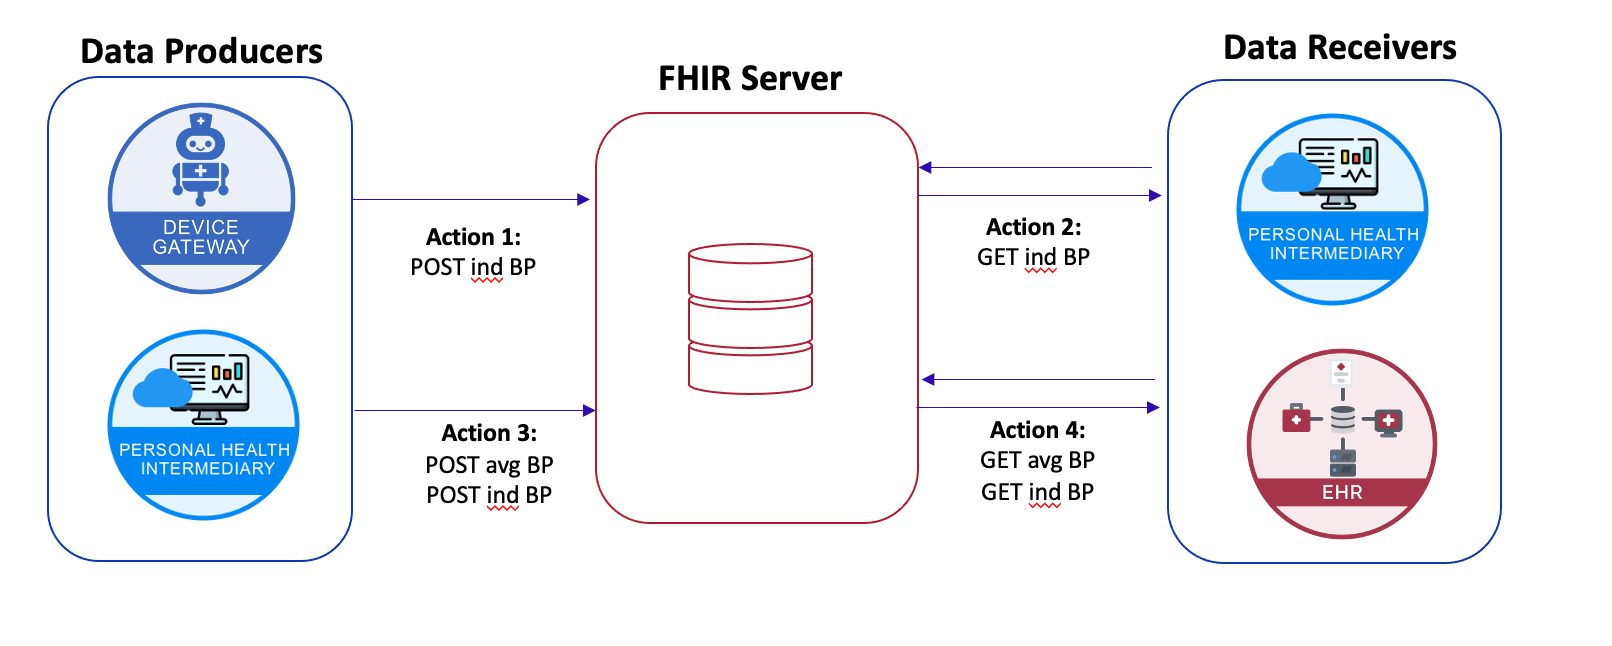 Data Producers
DEVICE
GATEWAY
PERSONAL HEALTH
INTERMEDIARY
Action 1:
POST ind BP
Action 3:
POST avg BP
POST ind BP
FHIR Server
Action 2:
GET ind BP
Action 4:
GET avg BP
GET ind BP
Data Receivers
PERSONAL HEALTH
INTERMEDIARY
EHR